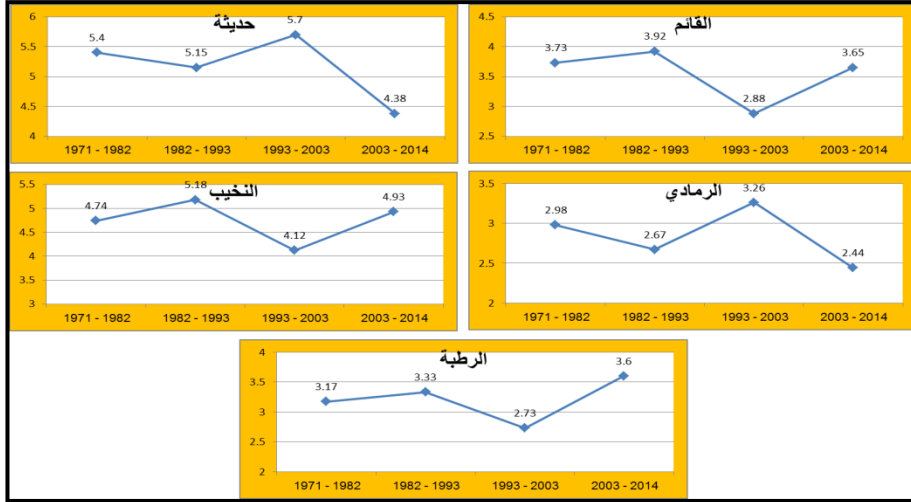 حديثة
6
5.5
5
4.5
4
5.4
5.15
5.7
4.38
1971 - 1982
1982 - 1993
1993 - 2003
2003 - 2014
القائم
4.5
4
3.5
3
2.5
3.73
3.92
2.88
3.65
1971 - 1982
1982 - 1993
1993 - 2003
2003 - 2014
النخيب
5.5
5
4.5
4
3.5
3
4.74
5.18
4.12
4.93
1971 - 1982
1982 - 1993
1993 - 2003
2003 - 2014
الرمادي
3.5
3
2.5
2
2.98
2.67
3.26
2.44
1971 - 1982
1982 - 1993
1993 - 2003
2003 - 2014
الرطبة
4
3.5
3
2.5
2
3.17
3.33
2.73
3.6
1971 - 1982
1982 - 1993
1993 - 2003
2003 - 2014